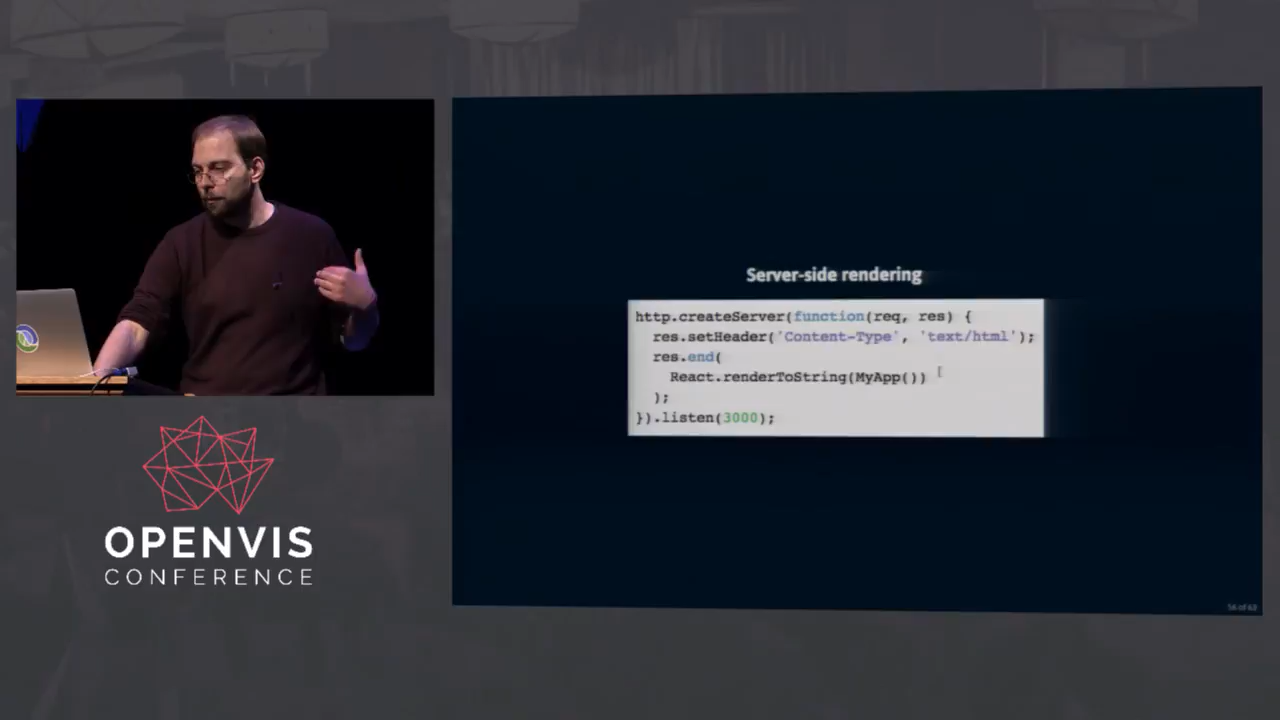 Server-side rendering
http.createServer(function(req, res) {
res.setHeader('Content-Type', 'text/html');
res.end(
React.renderToString(MyApp())
);
}).listen(3000);
OPENVIS
CONFERENCE